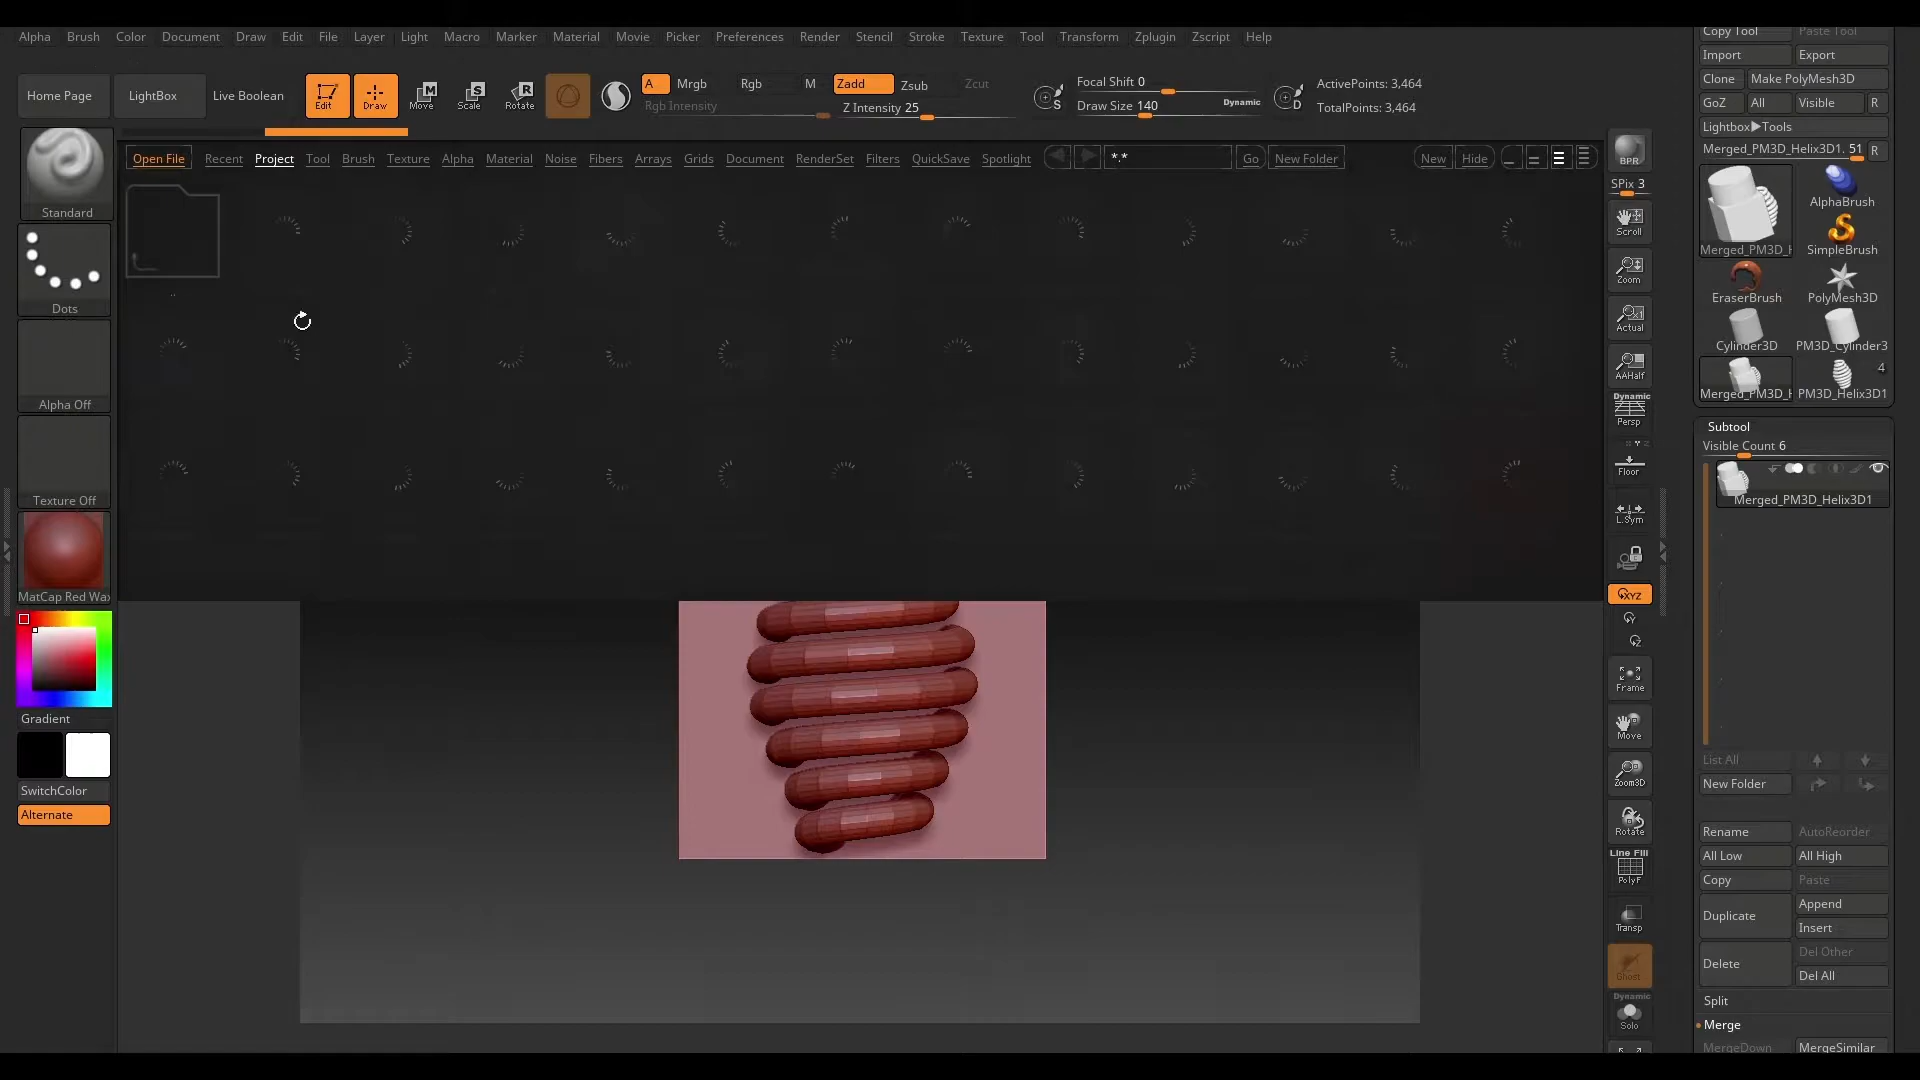 Alpha Brush Color Document Draw Edit File Layer Light Macro Marker Material Movie Picker Preferences Render Stencil Stroke Texture Tool Transform Zplugin Zscript Help
Home Page LightBox Live Boolean Edit Draw Move Scale Rotate A Mrgb Rgb M Zadd Zsub Zcut
Rgb Intensity Z Intensity 25
Focal Shift 0
Draw Size 140 Dynamic
ActivePoints: 3,464
TotalPoints: 3,464
Open File Recent Project Tool Brush Texture Alpha Material Noise Fibers Arrays Grids Document RenderSet Filters QuickSave Spotlight *.* Go New Folder New Hide
..
Standard
Dots
Alpha Off
Texture Off
MatCap Red Wax
Gradient
SwitchColor
Alternate
BPR
SPix 3
Scroll
Zoom
Actual
AAHalf
Dynamic
Persp
Floor
L.Sym
XYZ
Frame
Move
Zoom3D
Rotate
Line Fill
PolyF
Transp
Ghost
Dynamic
Solo
Copy Tool Paste Tool
Import Export
Clone Make PolyMesh3D
GoZ All Visible R
Lightbox▶Tools
Merged_PM3D_Helix3D1. 51 R
Merged_PM3D_H AlphaBrush
SimpleBrush
EraserBrush PolyMesh3D
Cylinder3D PM3D_Cylinder3
4
Merged_PM3D_H PM3D_Helix3D1
Subtool
Visible Count 6
Merged_PM3D_Helix3D1
List All
New Folder
Rename AutoReorder
All Low All High
Copy Paste
Duplicate Append
Insert
Delete Del Other
Del All
Split
Merge
MergeDown MergeSimilar